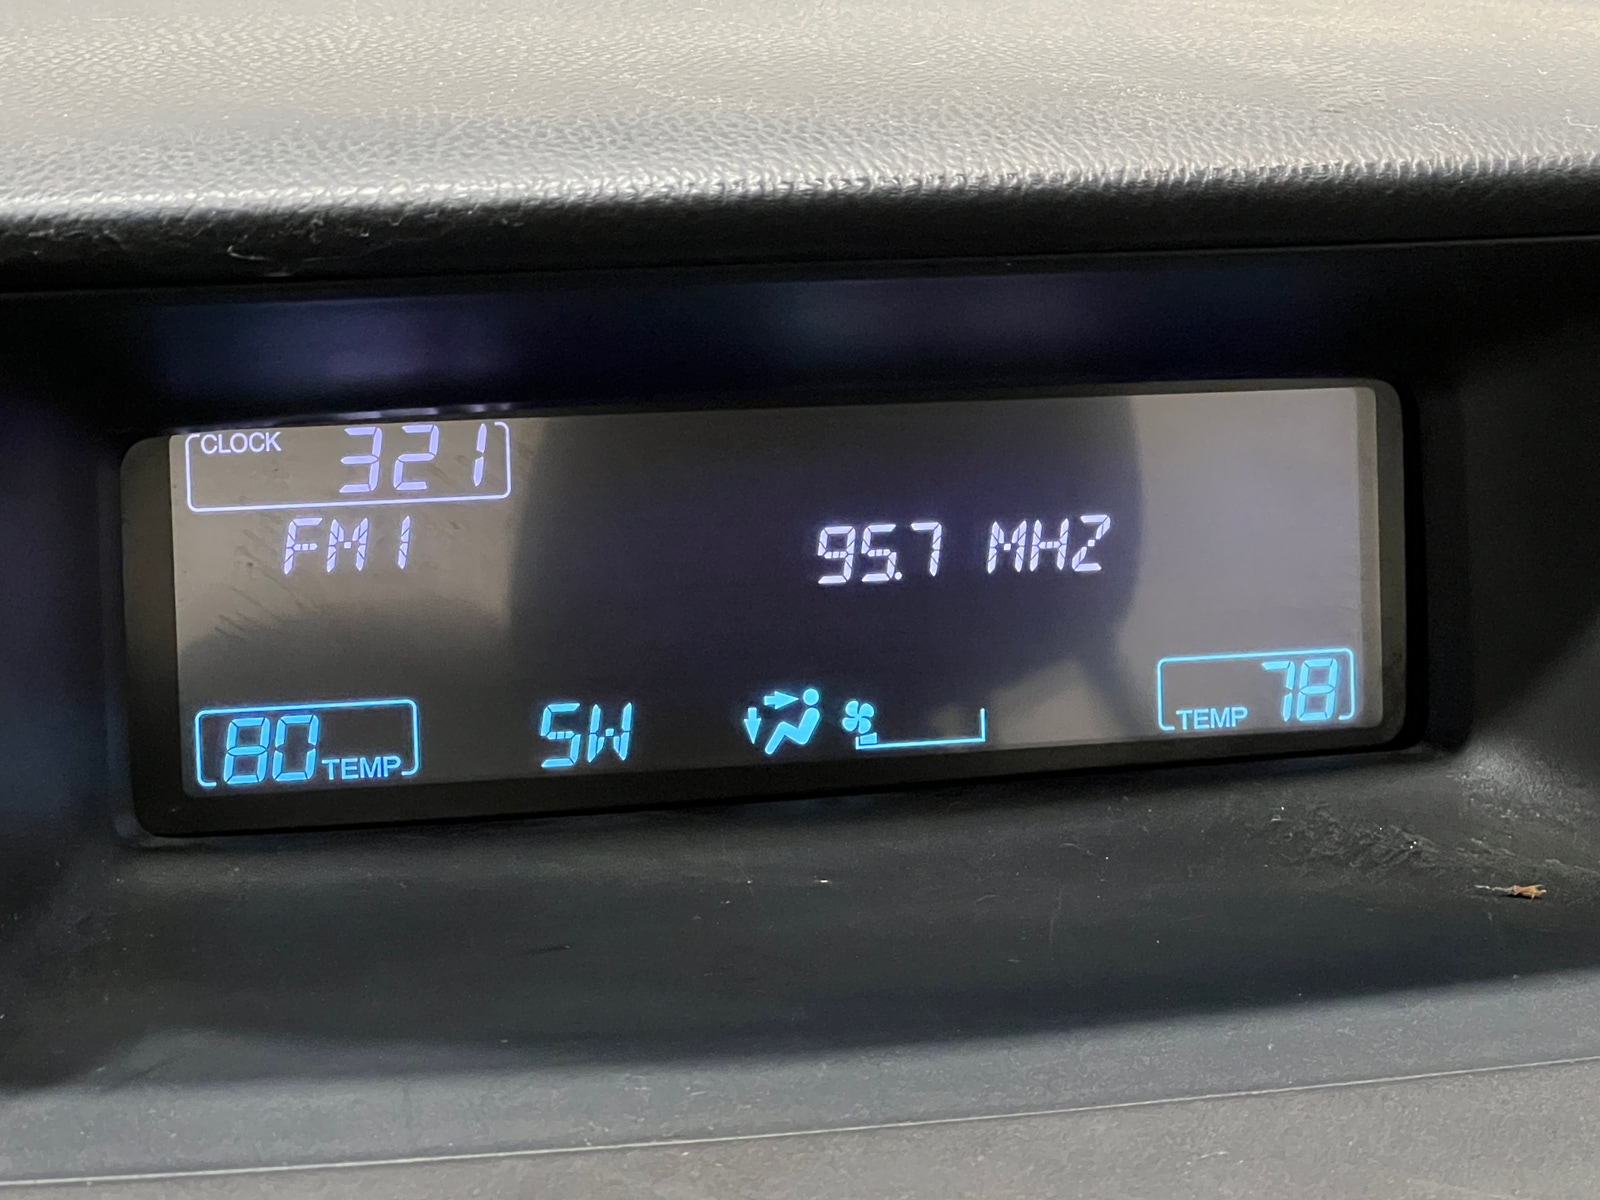 CLOCK 321
FM1 95.7 MHZ
80 TEMP SW TEMP 78